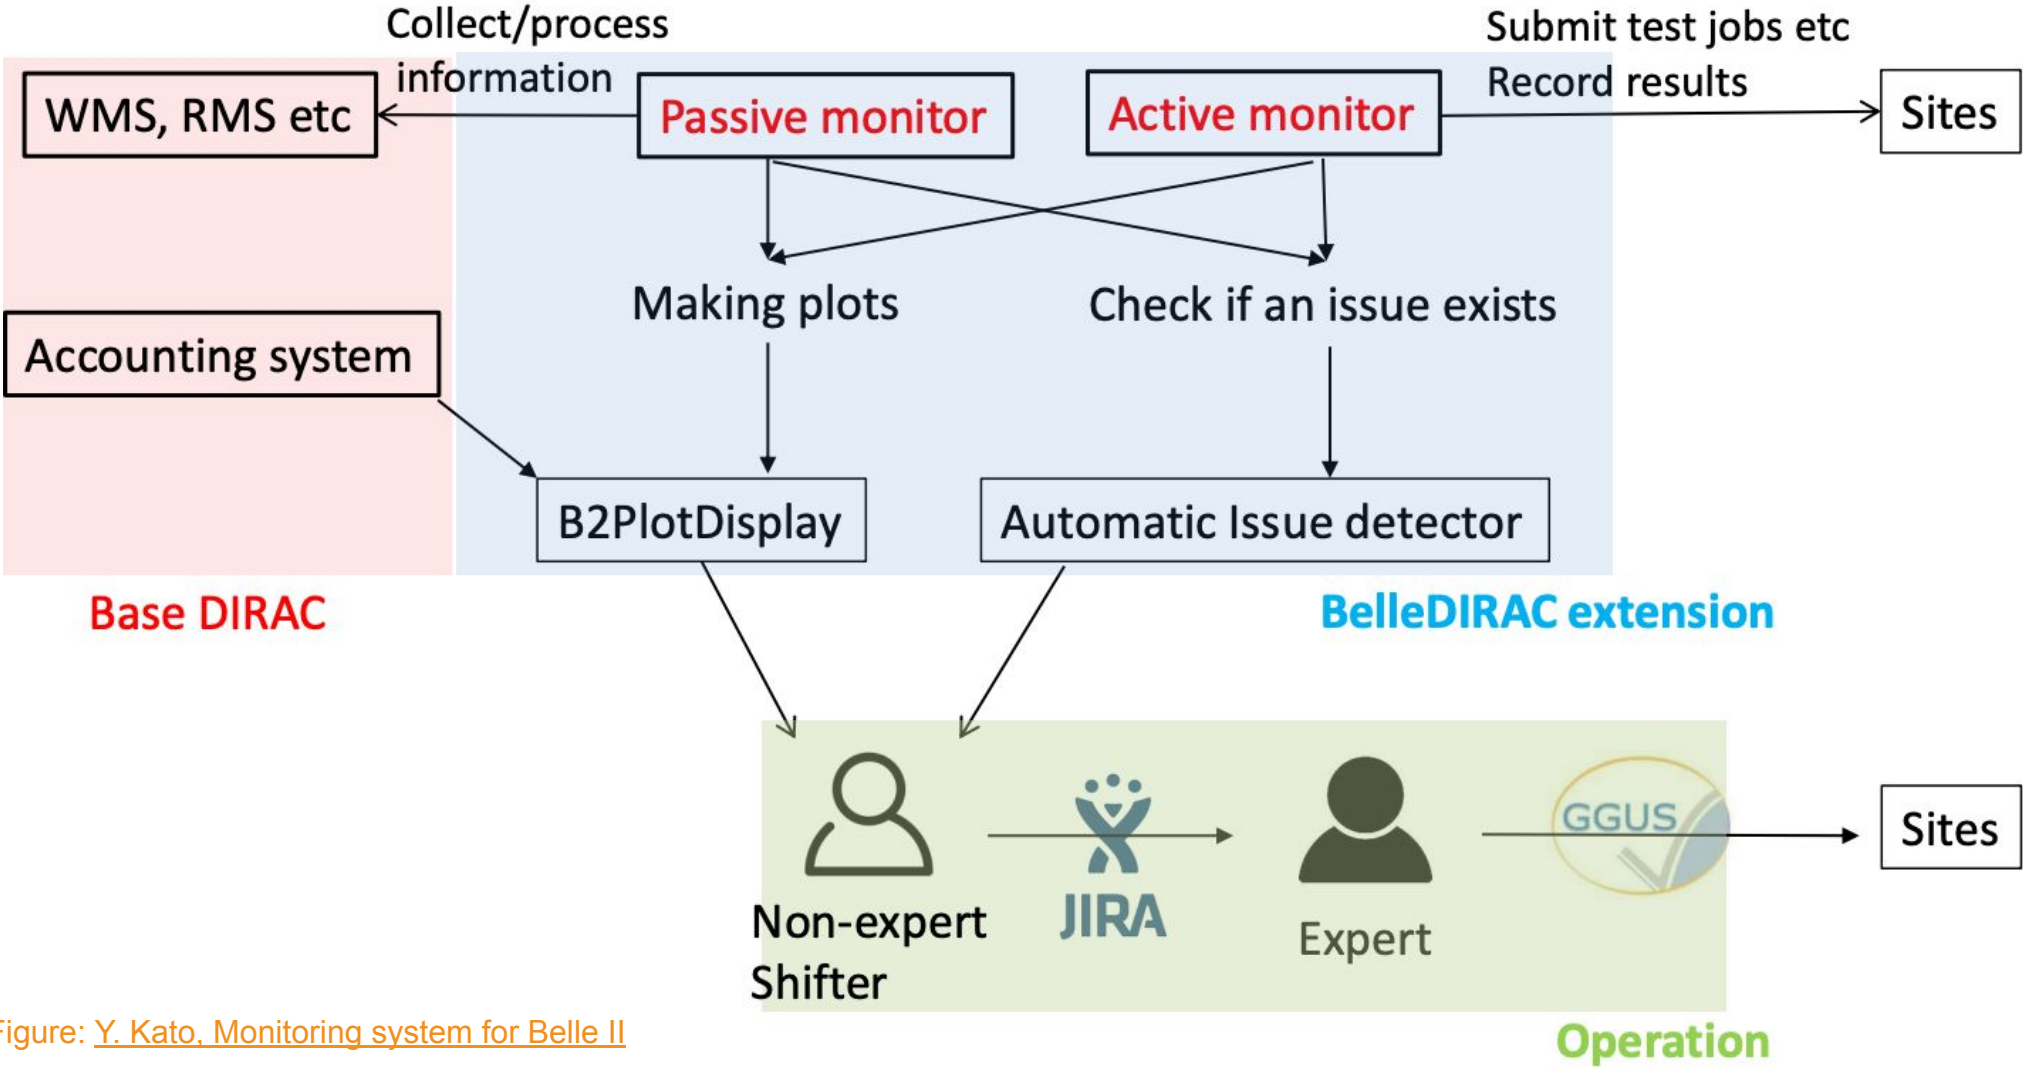 Collect/process
information
Submit test jobs etc
Record results
WMS, RMS etc
Passive monitor
Active monitor
Sites
Making plots
Check if an issue exists
Accounting system
B2PlotDisplay
Automatic Issue detector
Base DIRAC
BelleDIRAC extension
GGUS
Sites
JIRA
Non-expert
Shifter
Expert
Figure: Y. Kato, Monitoring system for Belle II
Operation